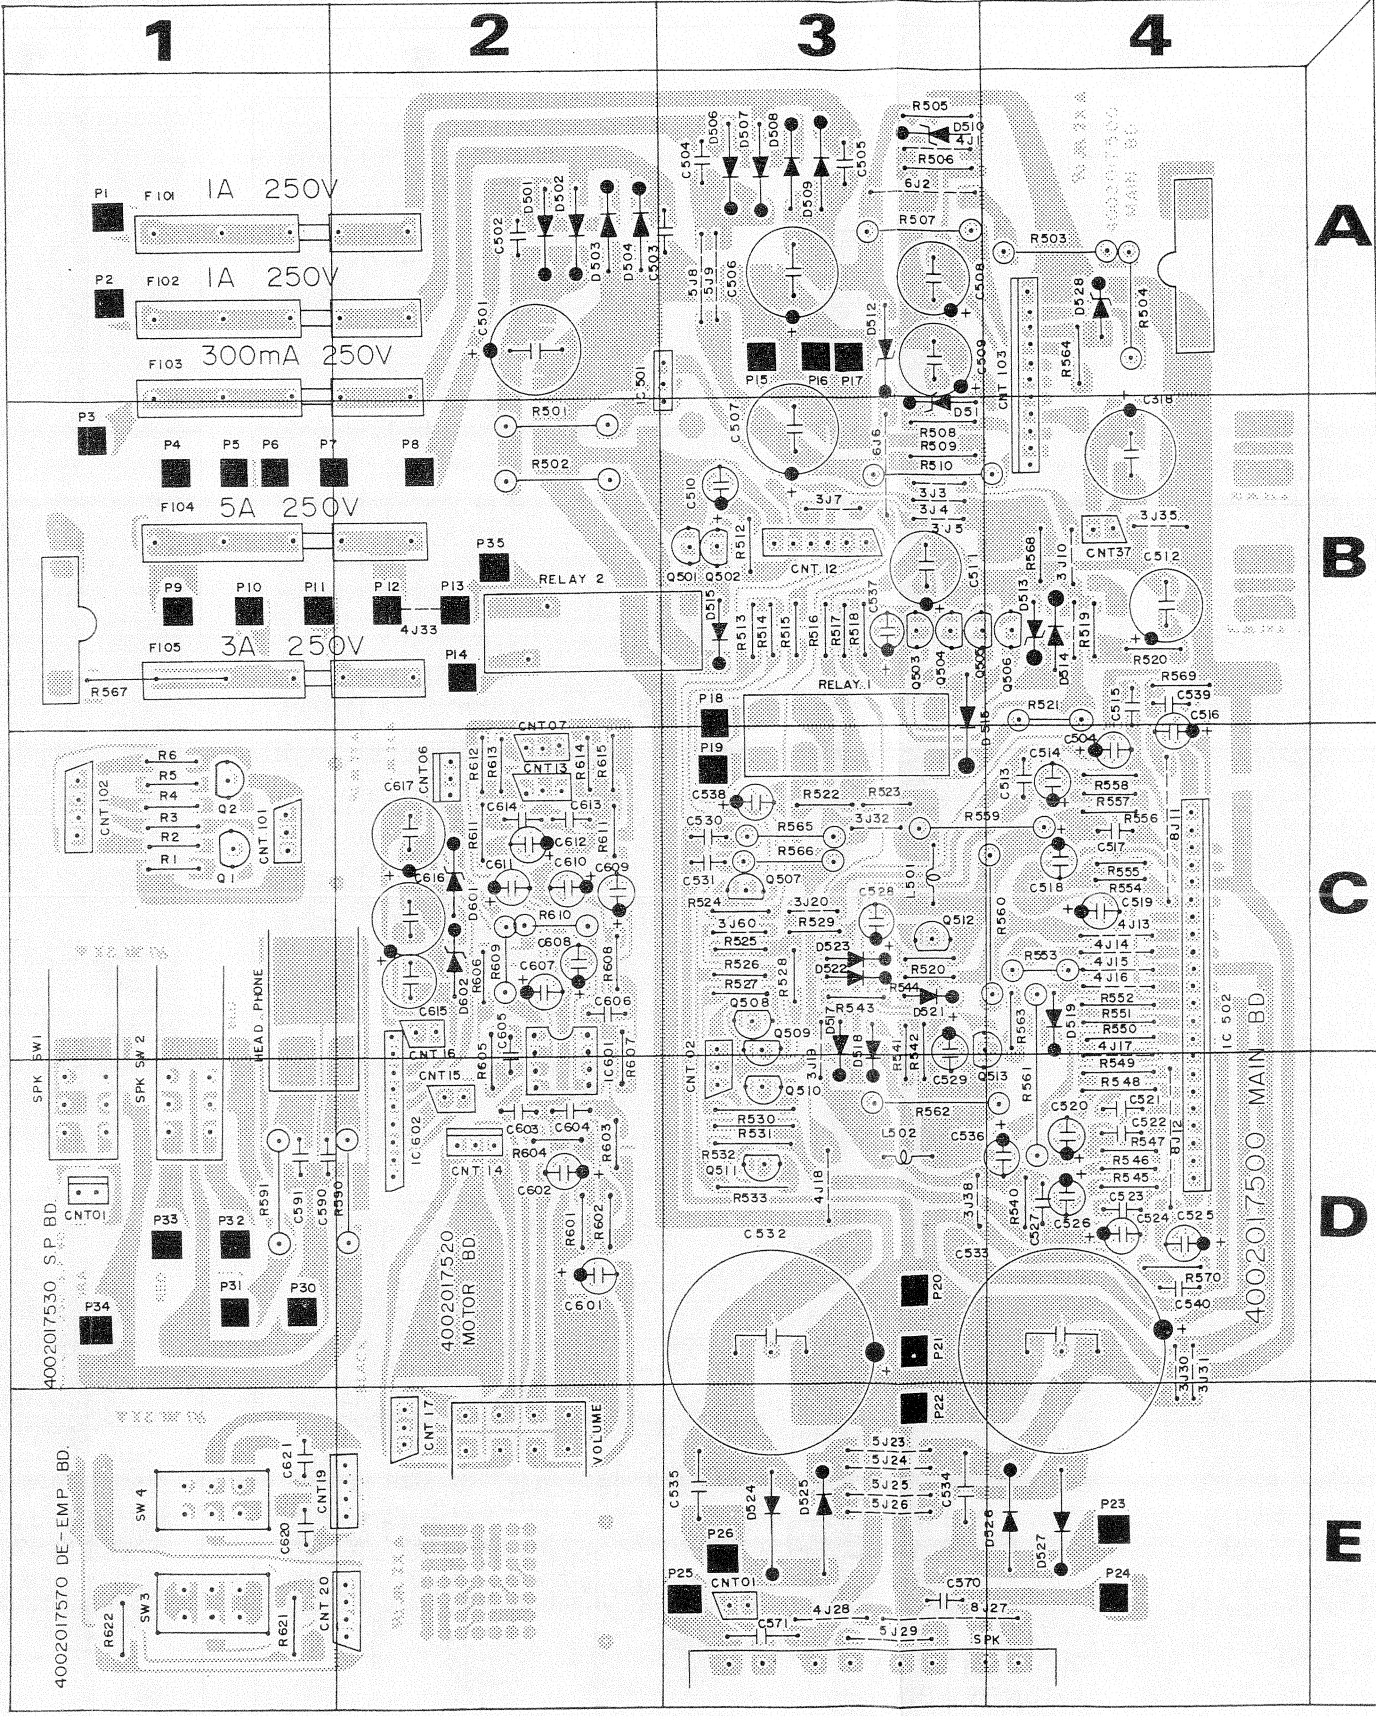 1 2 3 4
A
B
C
D
E
P1
F101 1A 250V
P2
F102 1A 250V
F103 300mA 250V
P3
P4 P5 P6 P7 P8
F104 5A 250V
P9 P10 P11 P12 P13
4J33
F105 3A 250V
R567
P14
P35
RELAY 2
D501 D502
C502
D503 D504 C503
C501
R501
R502
D506 D507 D508
C504 C505
D509
R505
D510
4J1
R506
6J2
R507
R503
5J8 5J9 C506
C508
D528
R504
D512
C509
R564
P15 P16 P17
CNT 103
C507
R508
R509
R510
6J6
C318
C510
3J7
3J3
3J4
3J5
R512
CNT 12
Q501 Q502
C511
R568
3J10
CNT37
3J35
C512
D515
R513 R514 R515 R516 R517 R518
C537
Q503 Q504 Q505 Q506
D513
D514
R519
R520
RELAY 1
P18
P19
R521
C515
R569
C539
C516
R6
R5
R4
R3
R2
R1
Q2
Q1
CNT102
CNT 101
CNT06
CNT07
CNT13
R612 R613 R614 R615
C617
C614 C613
R611 R611
C612
C611 C610 C609
C616
D601
R610
C608
D602 R606 R609 C607 R608
C606
C615
CNT 16
CNT15
R605 C605
IC601
R607
C603 C604
R604
R603
CNT 14
C602
IC602
R601 R602
C601
C538
R522 R523
C530
R565
3J32
R559
R566
C531
Q507
L501
R524
3J20
C528
3J60
R529
Q512
R525
D523
R526
D522
R527
R528
R520
R544
R543
D521
Q508
D517
Q509
D518
R541 R542
CNT 02
3J19
Q510
C529
Q513
R530
R531
R532
Q511
R533
R562
L502
C536
4J18
3J38
C532
C533
C514
C513
R558
R557
R556
C517
8J11
C518
R555
R554
C519
4J13
4J14
4J15
4J16
R560
R553
R552
R551
R550
4J17
R549
R548
R563
D519
R561
C520
C521
C522
R547
R546
R545
8J12
C523
C524
C525
R540
C527
C526
R570
C540
IC 502
4002017500 MAIN BD
SPK SW1
SPK SW 2
HEAD PHONE
CNT01
R591
C591
C590
R590
P33 P32
P31 P30
P34
4002017530 S.P BD.
4002017520
MOTOR BD.
P20
P21
P22
3J30
3J31
CNT 17
VOLUME
C621
CNT19
SW4
C620
SW3
CNT 20
R622
R621
4002017570 DE-EMP BD.
C535
D524
D525
5J23
5J24
5J25
5J26
C534
D527
P23
P24
P25
P26
CNT01
C570
4J28
8J27
C571
5J29
SPK